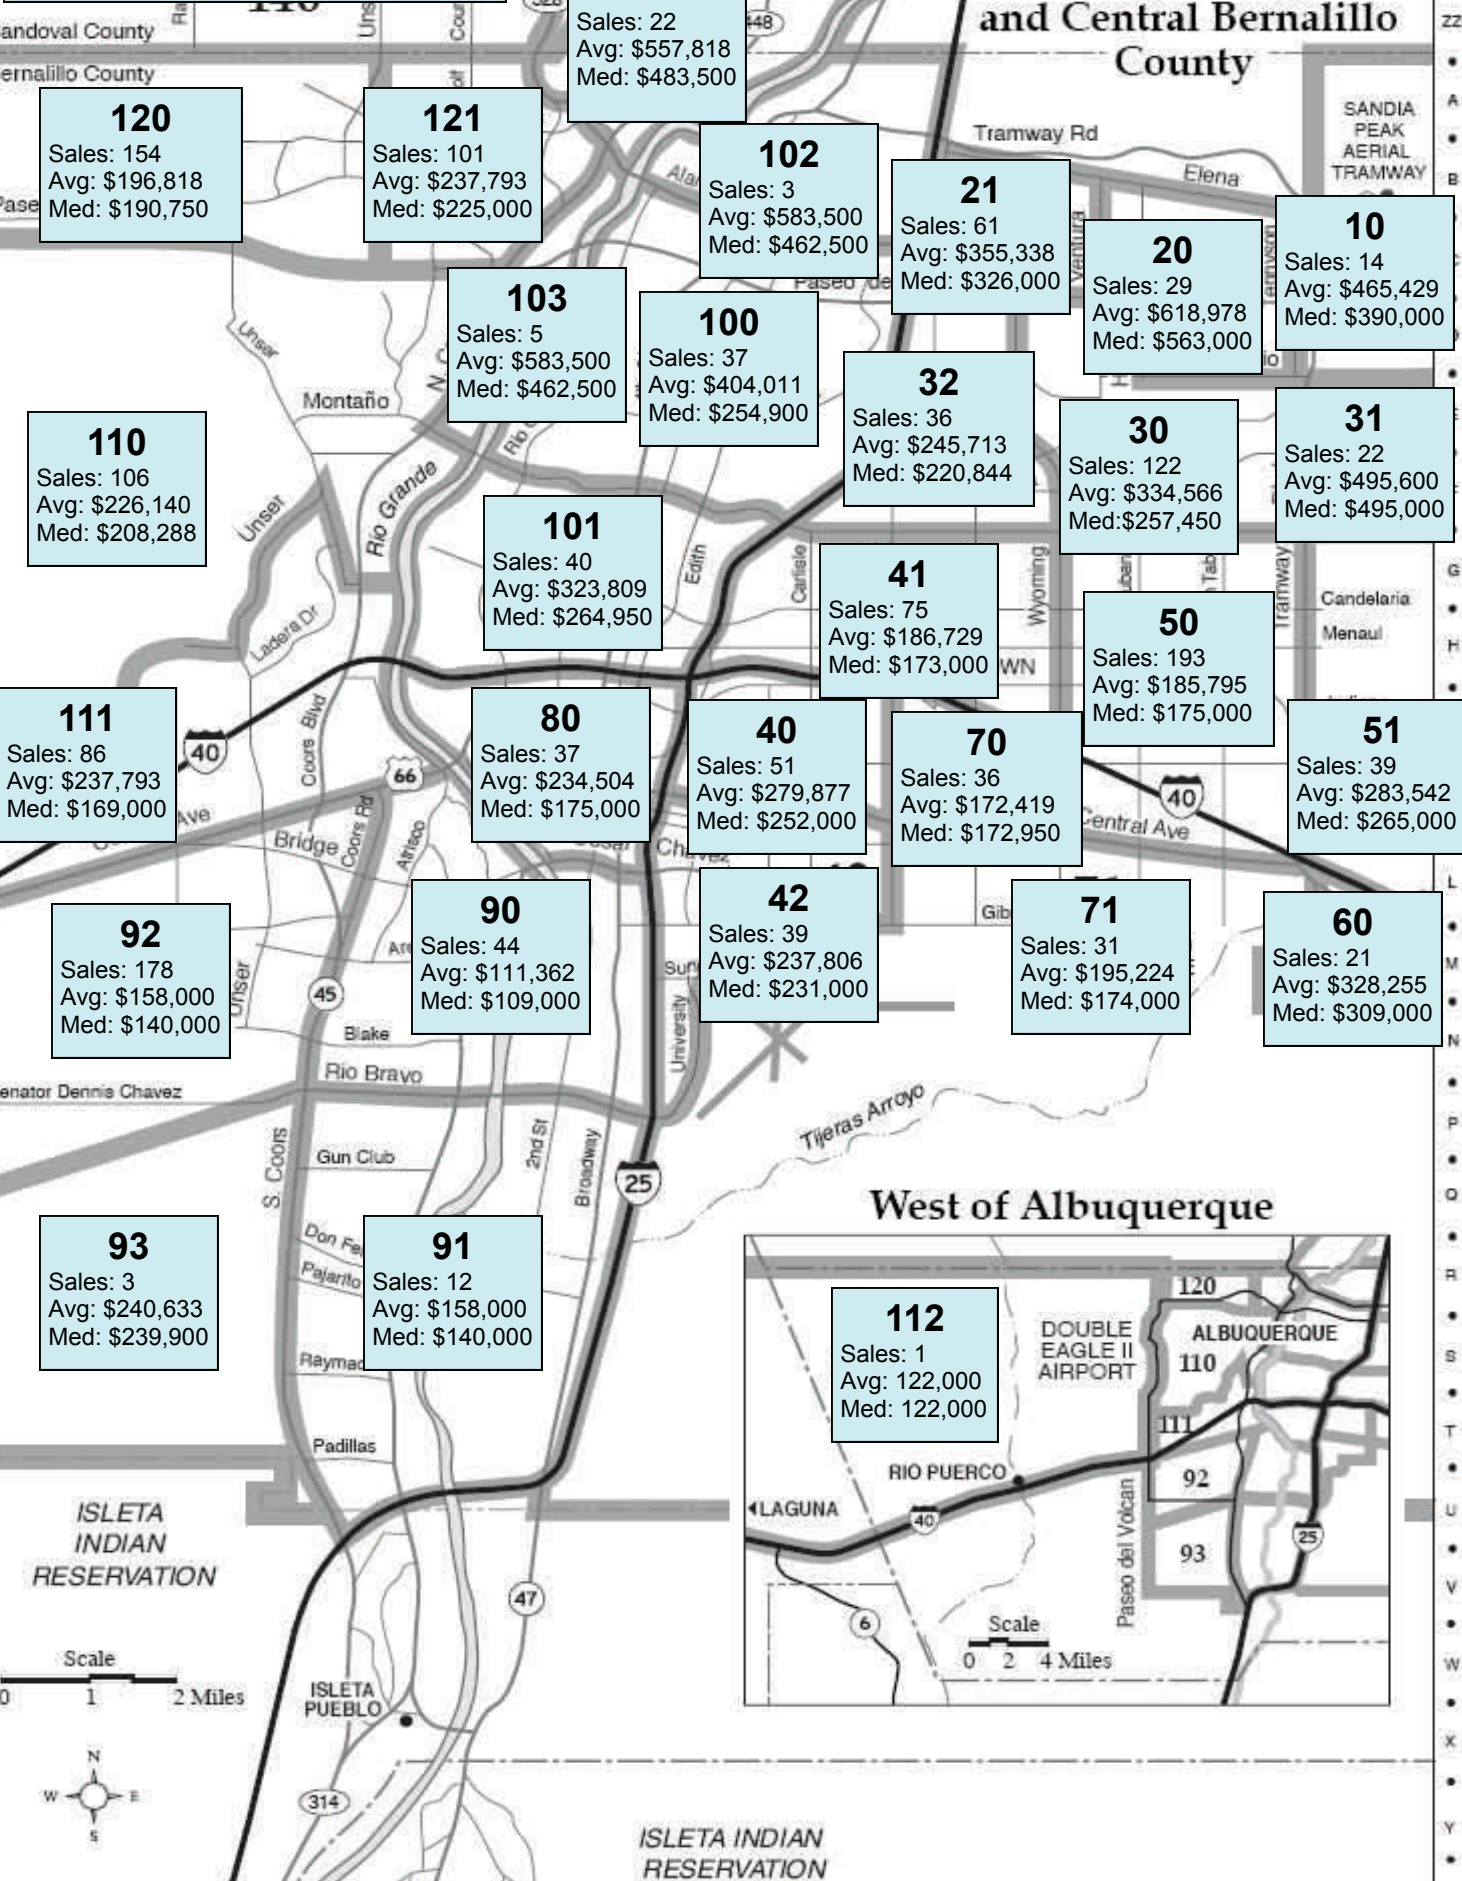 and Central Bernalillo
County
Sandoval County
Bernalillo County
Sales: 22
Avg: $557,818
Med: $483,500
448
ZZ
A
B
SANDIA
PEAK
AERIAL
TRAMWAY
Tramway Rd
Elena
120
Sales: 154
Avg: $196,818
Med: $190,750
121
Sales: 101
Avg: $237,793
Med: $225,000
102
Sales: 3
Avg: $583,500
Med: $462,500
21
Sales: 61
Avg: $355,338
Med: $326,000
20
Sales: 29
Avg: $618,978
Med: $563,000
10
Sales: 14
Avg: $465,429
Med: $390,000
Paseo de
103
Sales: 5
Avg: $583,500
Med: $462,500
100
Sales: 37
Avg: $404,011
Med: $254,900
32
Sales: 36
Avg: $245,713
Med: $220,844
30
Sales: 122
Avg: $334,566
Med:$257,450
31
Sales: 22
Avg: $495,600
Med: $495,000
Unser
Montaño
Rio Grande
110
Sales: 106
Avg: $226,140
Med: $208,288
Unser
101
Sales: 40
Avg: $323,809
Med: $264,950
Edith
Carlisle
41
Sales: 75
Avg: $186,729
Med: $173,000
Wyoming
50
Sales: 193
Avg: $185,795
Med: $175,000
Tramway
Candelaria
Menaul
G
H
Ladera Dr
WN
111
Sales: 86
Avg: $237,793
Med: $169,000
40
Coors Blvd
66
80
Sales: 37
Avg: $234,504
Med: $175,000
40
Sales: 51
Avg: $279,877
Med: $252,000
70
Sales: 36
Avg: $172,419
Med: $172,950
40
51
Sales: 39
Avg: $283,542
Med: $265,000
Central Ave
Ave
Bridge
Coors Rd
Atrisco
Chavez
L
92
Sales: 178
Avg: $158,000
Med: $140,000
Unser
45
90
Sales: 44
Avg: $111,362
Med: $109,000
42
Sales: 39
Avg: $237,806
Med: $231,000
71
Sales: 31
Avg: $195,224
Med: $174,000
60
Sales: 21
Avg: $328,255
Med: $309,000
M
N
University
Blake
Rio Bravo
Senator Dennis Chavez
Tijeras Arroyo
P
Gun Club
S. Coors
2nd St
Broadway
25
Q
93
Sales: 3
Avg: $240,633
Med: $239,900
91
Sales: 12
Avg: $158,000
Med: $140,000
Pajarito
Padillas
West of Albuquerque
112
Sales: 1
Avg: 122,000
Med: 122,000
DOUBLE
EAGLE II
AIRPORT
120
ALBUQUERQUE
110
111
92
93
RIO PUERCO
LAGUNA
40
25
Paseo del Volcan
6
Scale
0 2 4 Miles
R
S
T
U
V
W
X
Y
ISLETA
INDIAN
RESERVATION
47
Scale
0 1 2 Miles
ISLETA
PUEBLO
N
W E
S
314
ISLETA INDIAN
RESERVATION